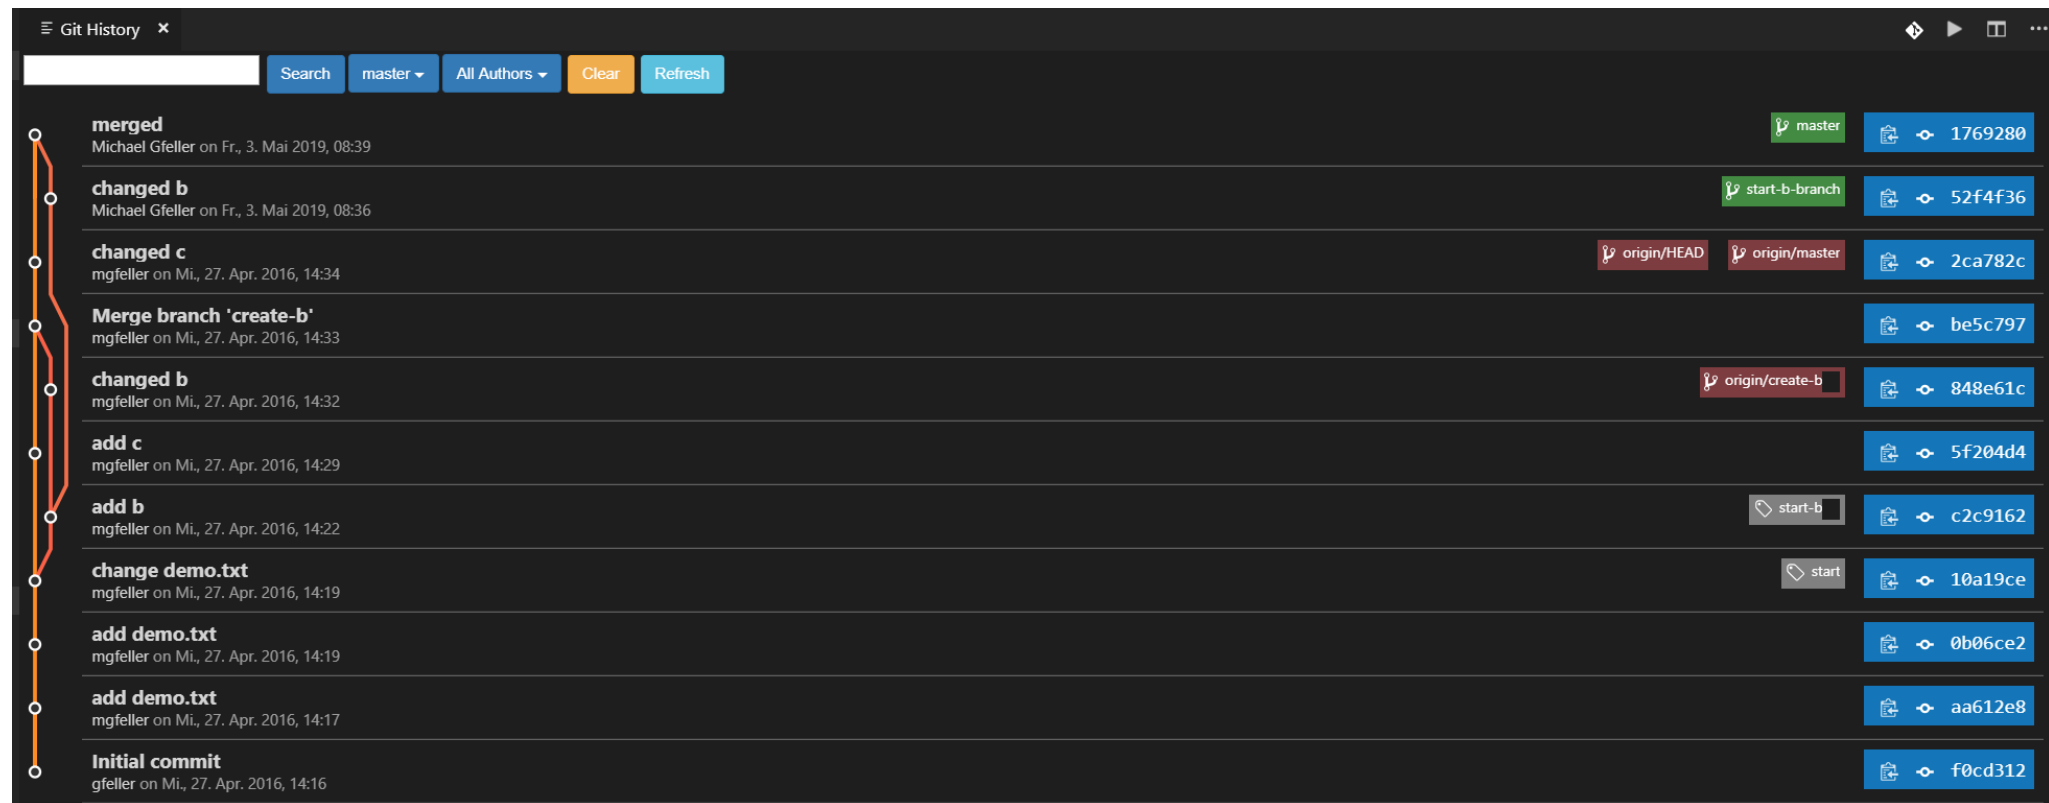 Git History
Search master All Authors Clear Refresh
merged master 1769280
Michael Gfeller on Fr., 3. Mai 2019, 08:39
changed b start-b-branch 52f4f36
Michael Gfeller on Fr., 3. Mai 2019, 08:36
changed c origin/HEAD origin/master 2ca782c
mgfeller on Mi., 27. Apr. 2016, 14:34
Merge branch 'create-b' be5c797
mgfeller on Mi., 27. Apr. 2016, 14:33
changed b origin/create-b 848e61c
mgfeller on Mi., 27. Apr. 2016, 14:32
add c 5f204d4
mgfeller on Mi., 27. Apr. 2016, 14:29
add b start-b c2c9162
mgfeller on Mi., 27. Apr. 2016, 14:22
change demo.txt start 10a19ce
mgfeller on Mi., 27. Apr. 2016, 14:19
add demo.txt 0b06ce2
mgfeller on Mi., 27. Apr. 2016, 14:19
add demo.txt aa612e8
mgfeller on Mi., 27. Apr. 2016, 14:17
Initial commit f0cd312
gfeller on Mi., 27. Apr. 2016, 14:16